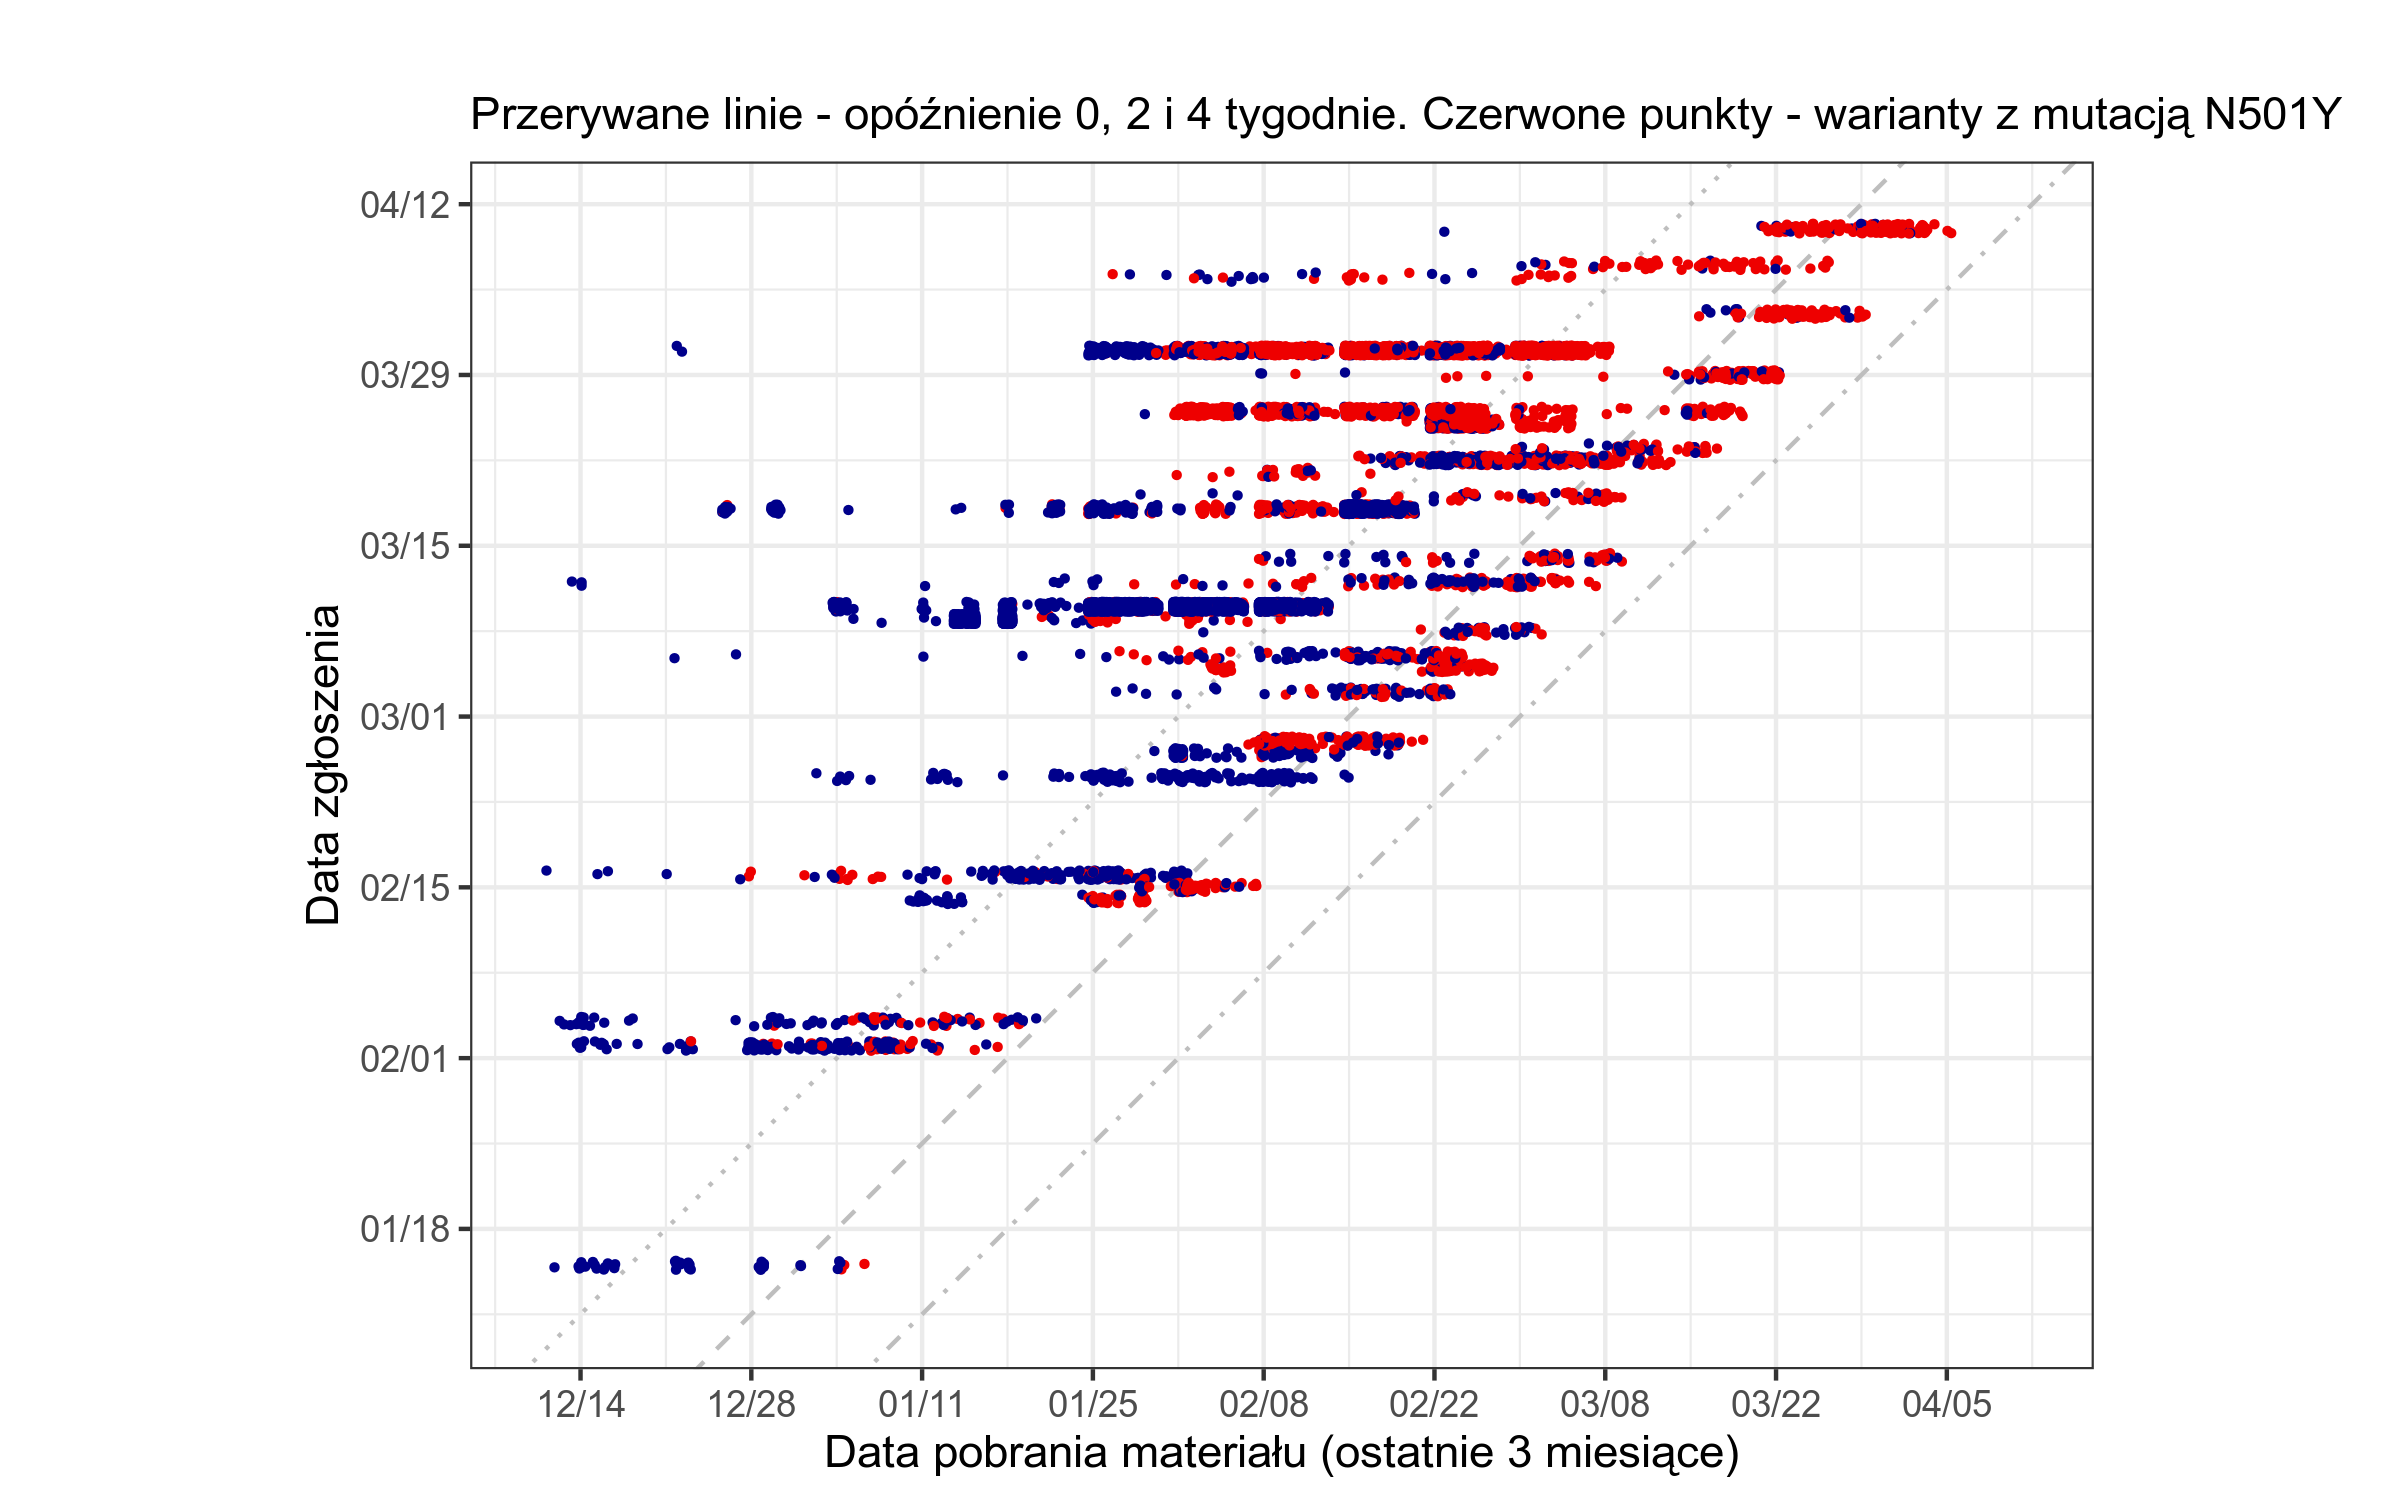 Przerywane linie - opóźnienie 0, 2 i 4 tygodnie. Czerwone punkty - warianty z mutacją N501Y
04/12
03/29
03/15
03/01
02/15
02/01
01/18
Data zgłoszenia
12/14 12/28 01/11 01/25 02/08 02/22 03/08 03/22 04/05
Data pobrania materiału (ostatnie 3 miesiące)